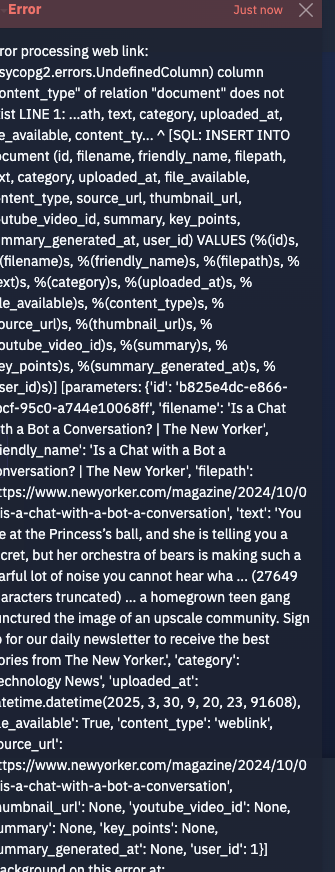 Error Just now
ror processing web link:
sycopg2.errors.UndefinedColumn) column
ontent_type" of relation "document" does not
ist LINE 1: ...ath, text, category, uploaded_at,
e_available, content_ty... ^ [SQL: INSERT INTO
ocument (id, filename, friendly_name, filepath,
xt, category, uploaded_at, file_available,
ntent_type, source_url, thumbnail_url,
outube_video_id, summary, key_points,
mmary_generated_at, user_id) VALUES (%(id)s,
(filename)s, %(friendly_name)s, %(filepath)s, %
ext)s, %(category)s, %(uploaded_at)s, %
le_available)s, %(content_type)s, %
ource_url)s, %(thumbnail_url)s, %
outube_video_id)s, %(summary)s, %
ey_points)s, %(summary_generated_at)s, %
ser_id)s)] [parameters: {'id': 'b825e4dc-e866-
bcf-95c0-a744e10068ff', 'filename': 'Is a Chat
th a Bot a Conversation? | The New Yorker',
iendly_name': 'Is a Chat with a Bot a
onversation? | The New Yorker', 'filepath':
ttps://www.newyorker.com/magazine/2024/10/0
is-a-chat-with-a-bot-a-conversation', 'text': 'You
e at the Princess’s ball, and she is telling you a
cret, but her orchestra of bears is making such a
arful lot of noise you cannot hear wha ... (27649
aracters truncated) ... a homegrown teen gang
nctured the image of an upscale community. Sign
o for our daily newsletter to receive the best
ories from The New Yorker.', 'category':
echnology News', 'uploaded_at':
atetime.datetime(2025, 3, 30, 9, 20, 23, 91608),
le_available': True, 'content_type': 'weblink',
ource_url':
ttps://www.newyorker.com/magazine/2024/10/0
is-a-chat-with-a-bot-a-conversation',
humbnail_url': None, 'youtube_video_id': None,
ummary': None, 'key_points': None,
ummary_generated_at': None, 'user_id': 1}]
ackground on this error at: